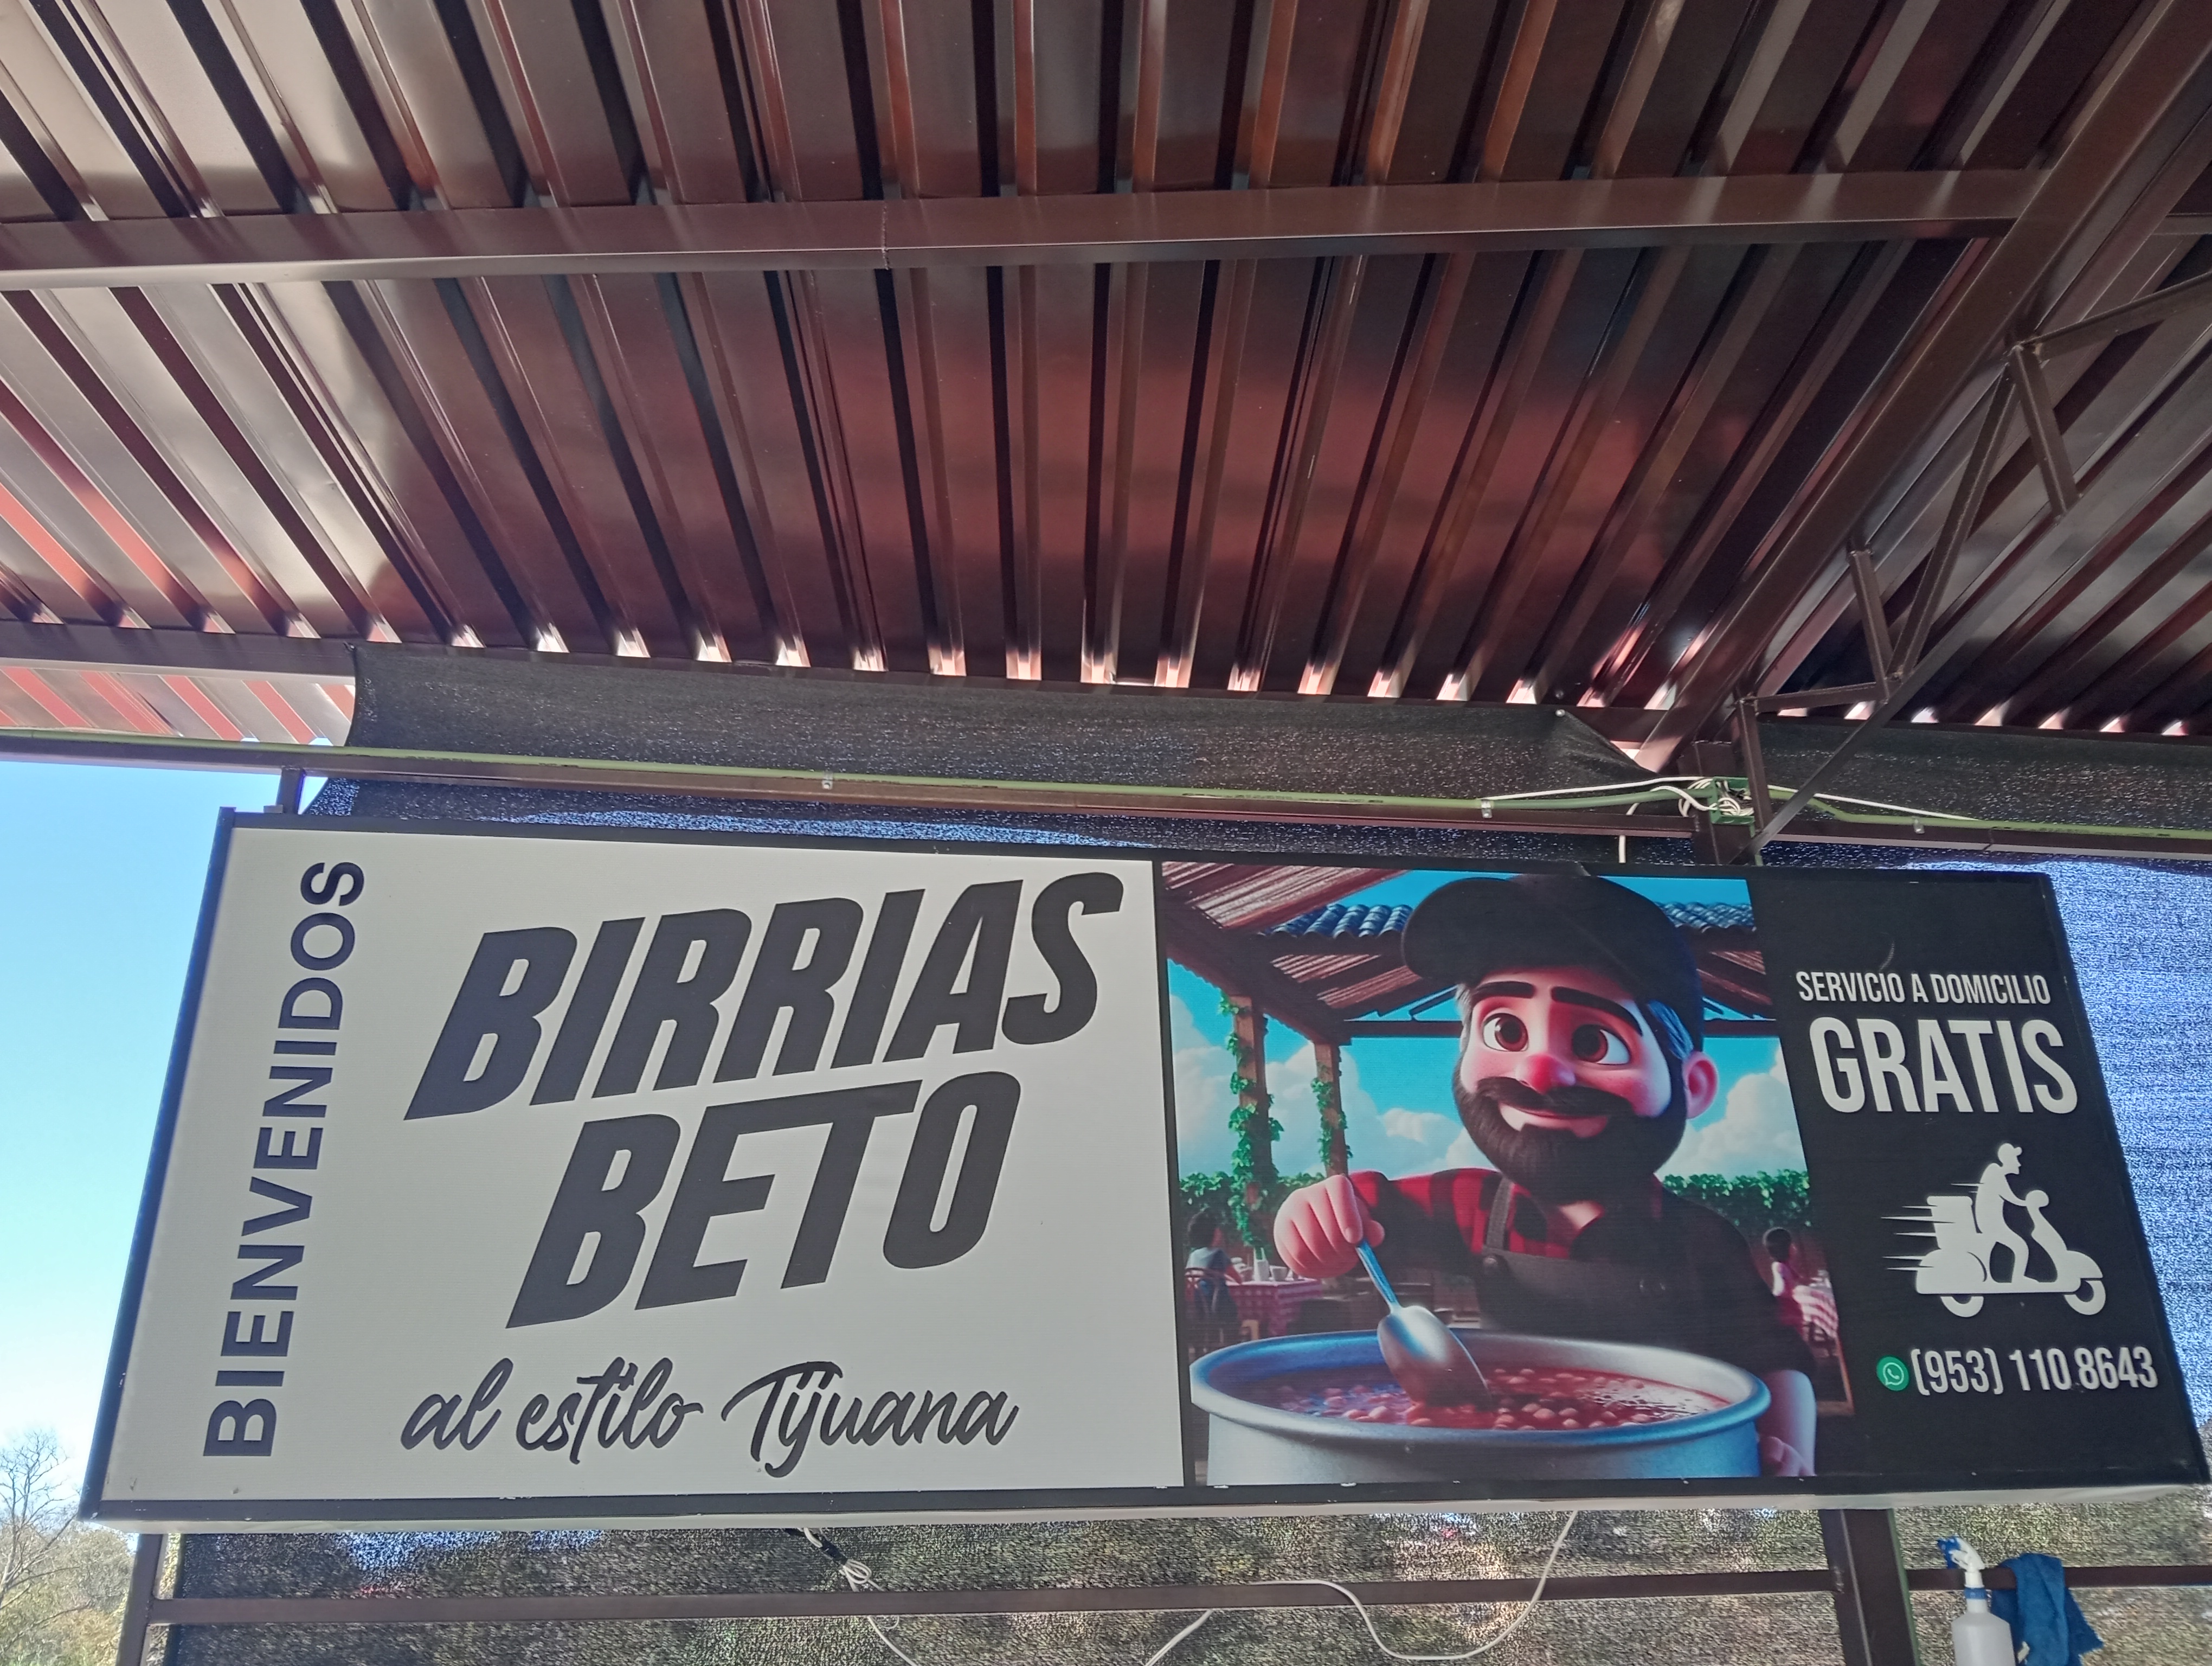 BIENVENIDOS
BIRRIAS
BETO
al estilo Tijuana
SERVICIO A DOMICILIO
GRATIS
(953) 110 8643